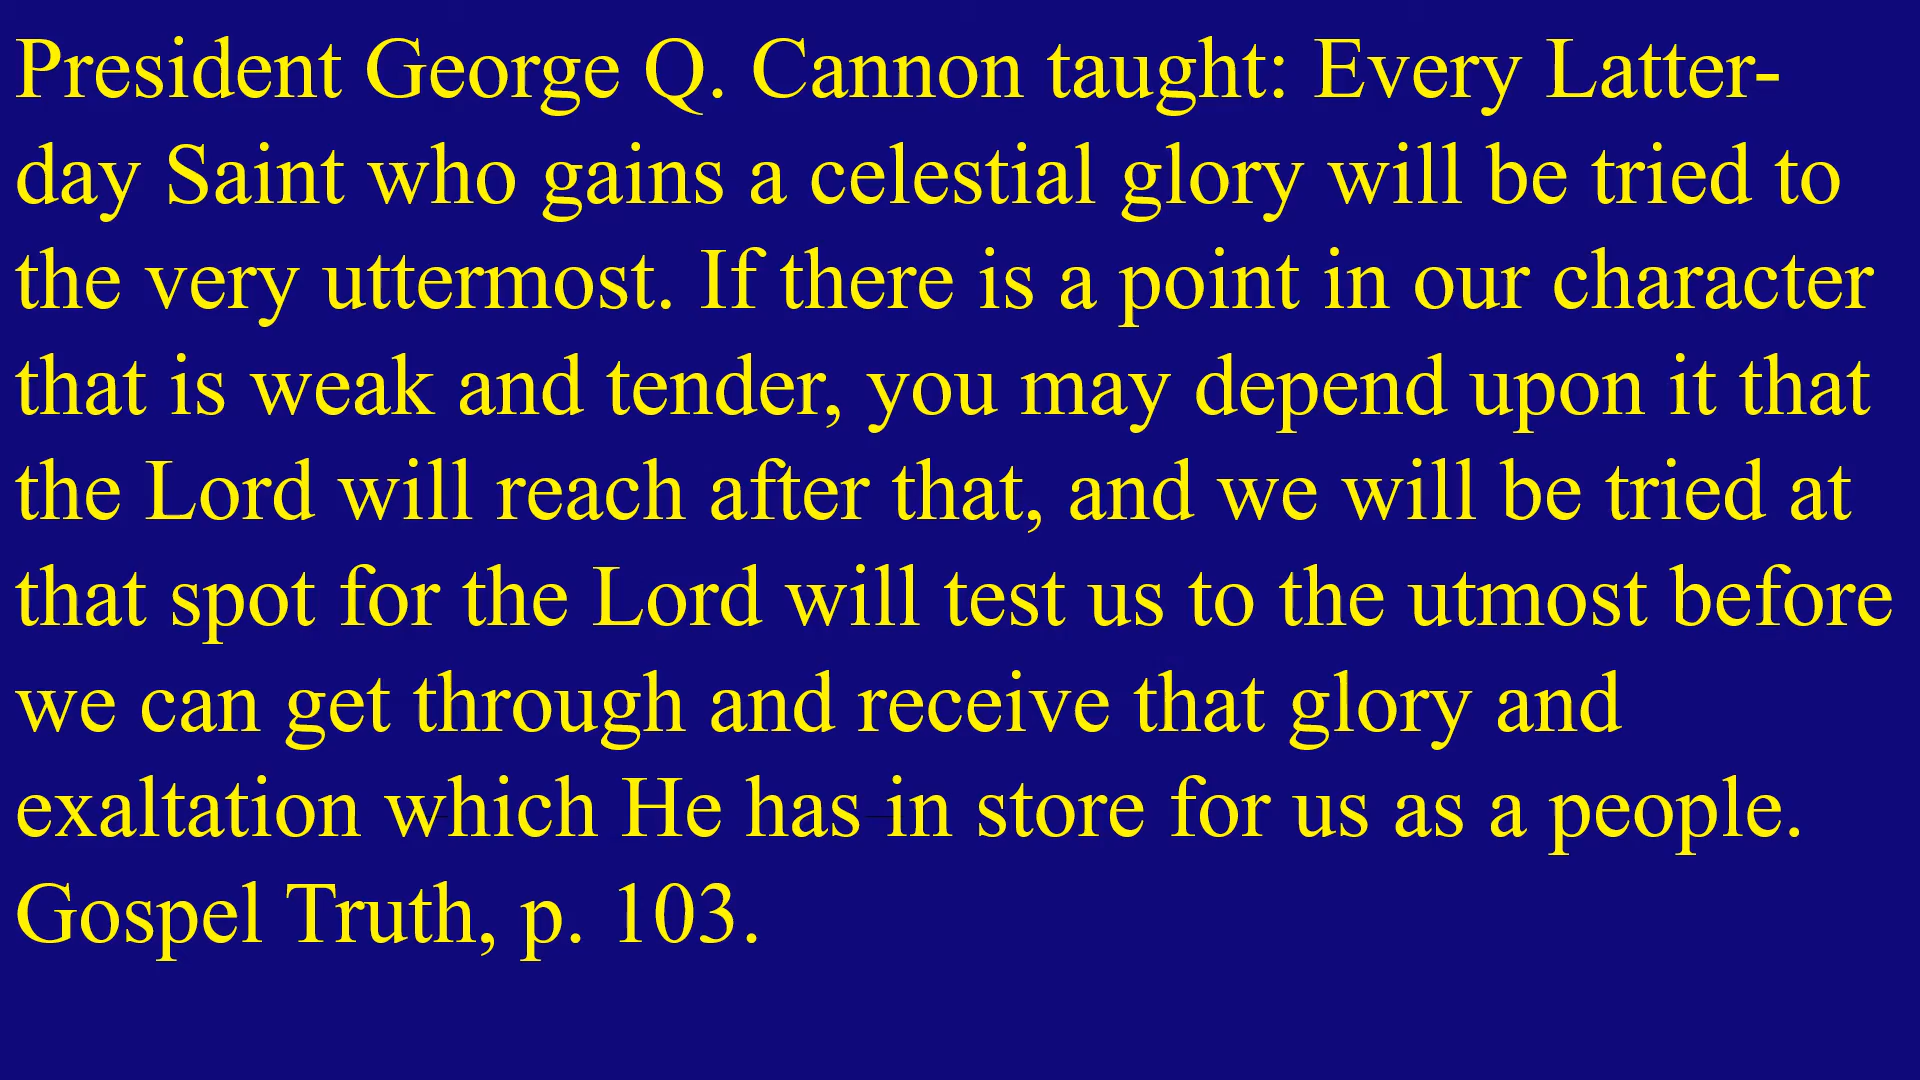 President George Q. Cannon taught: Every Latter-
day Saint who gains a celestial glory will be tried to
the very uttermost. If there is a point in our character
that is weak and tender, you may depend upon it that
the Lord will reach after that, and we will be tried at
that spot for the Lord will test us to the utmost before
we can get through and receive that glory and
exaltation which He has in store for us as a people.
Gospel Truth, p. 103.